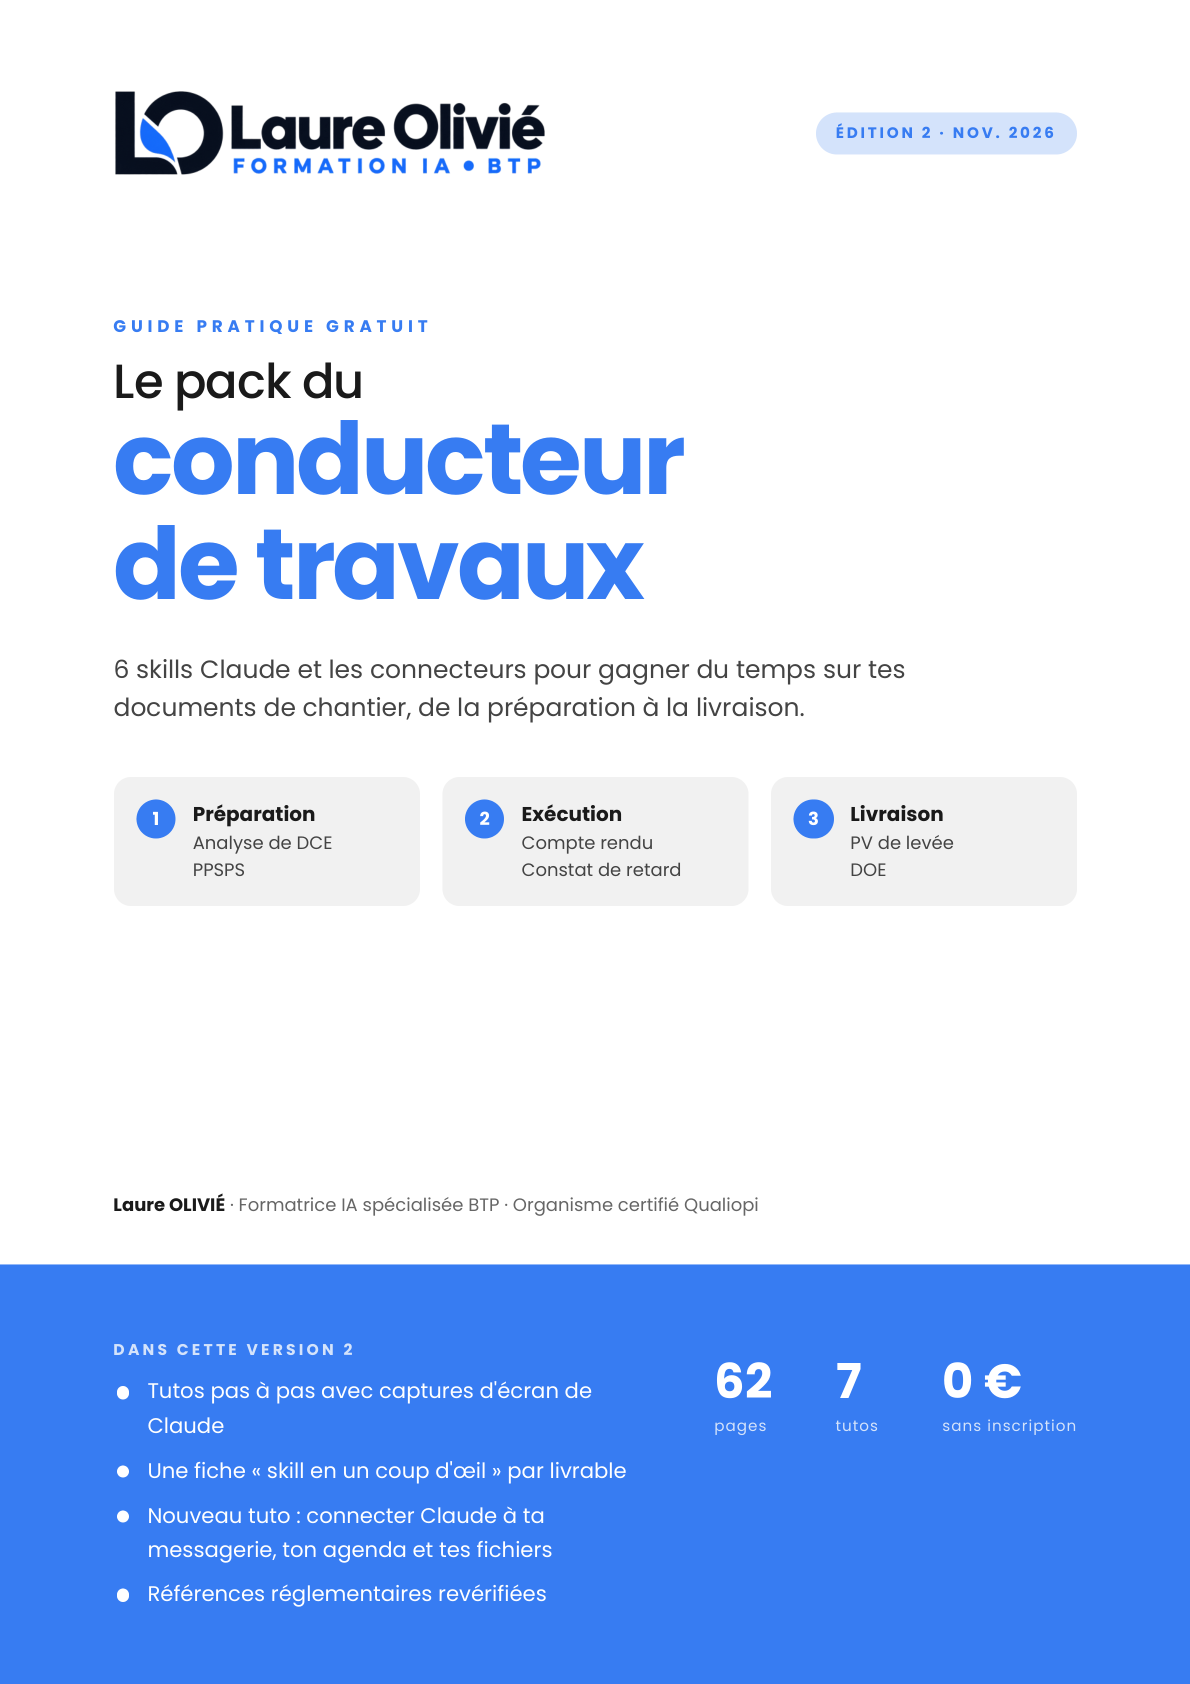 LO Laure Olivié
FORMATION IA • BTP
ÉDITION 2 · NOV. 2026
GUIDE PRATIQUE GRATUIT
Le pack du
conducteur
de travaux
6 skills Claude et les connecteurs pour gagner du temps sur tes
documents de chantier, de la préparation à la livraison.
1 Préparation
Analyse de DCE
PPSPS
2 Exécution
Compte rendu
Constat de retard
3 Livraison
PV de levée
DOE
Laure OLIVIÉ · Formatrice IA spécialisée BTP · Organisme certifié Qualiopi
DANS CETTE VERSION 2
● Tutos pas à pas avec captures d'écran de
Claude
● Une fiche « skill en un coup d'œil » par livrable
● Nouveau tuto : connecter Claude à ta
messagerie, ton agenda et tes fichiers
● Références réglementaires revérifiées
62
pages
7
tutos
0 €
sans inscription